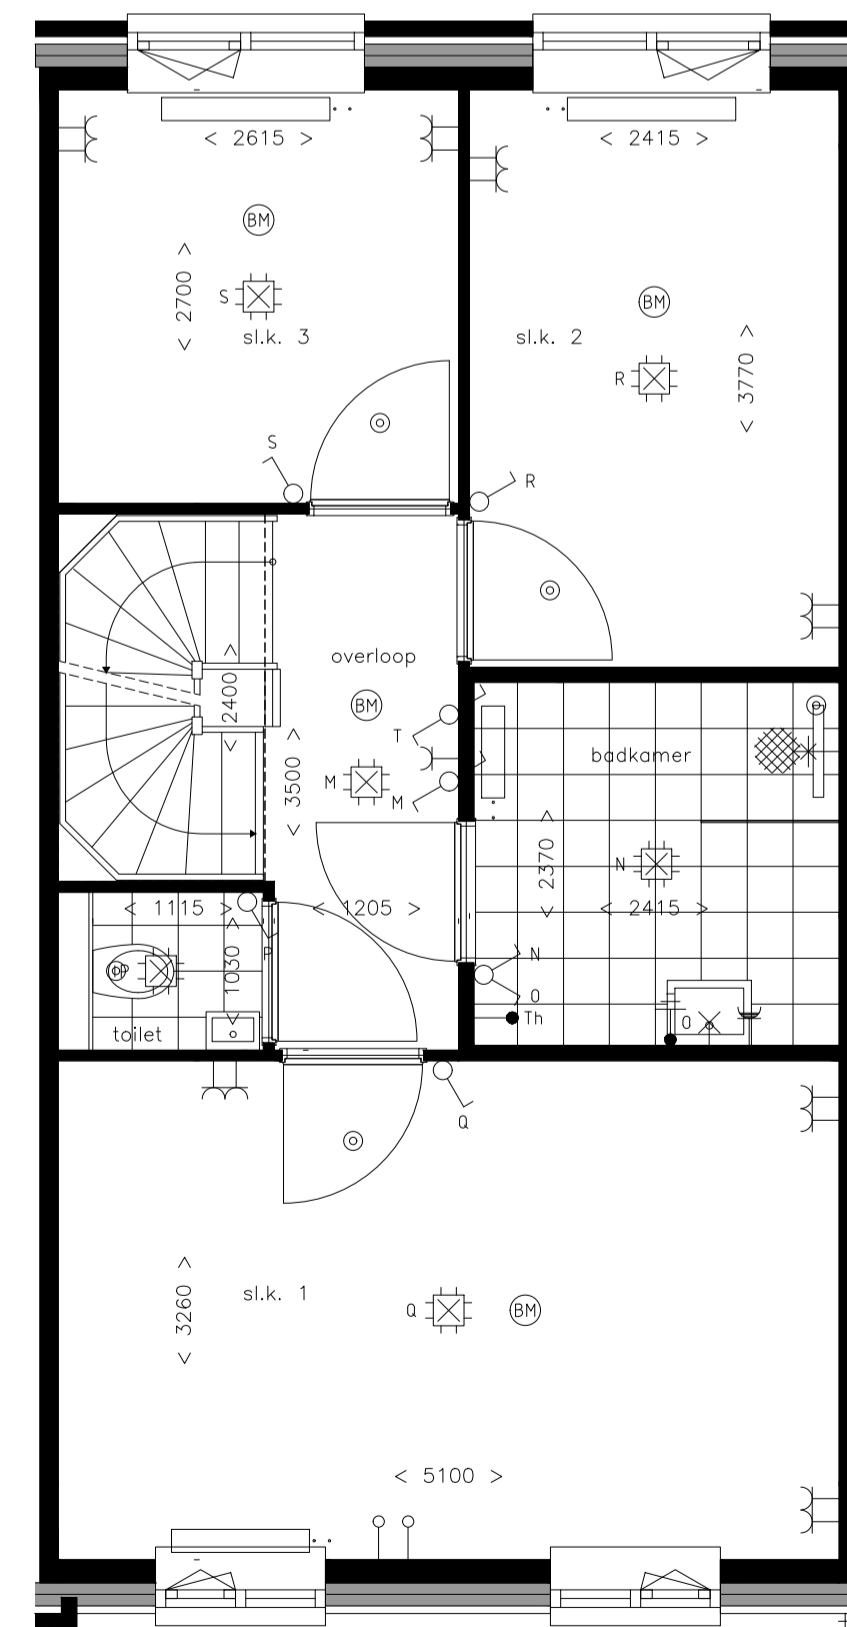 < 2615 >
< 2415 >
BM
< 2700 >
S
sl.k. 3
BM
sl.k. 2
R
< 3770 >
S
R
overloop
< 2400 >
BM
T
< 3500 >
M
M
badkamer
< 2370 >
N
< 1115 >
< 1205 >
< 2415 >
P
< 1030 >
N
O
Th
O
toilet
Q
< 3260 >
sl.k. 1
Q
BM
< 5100 >